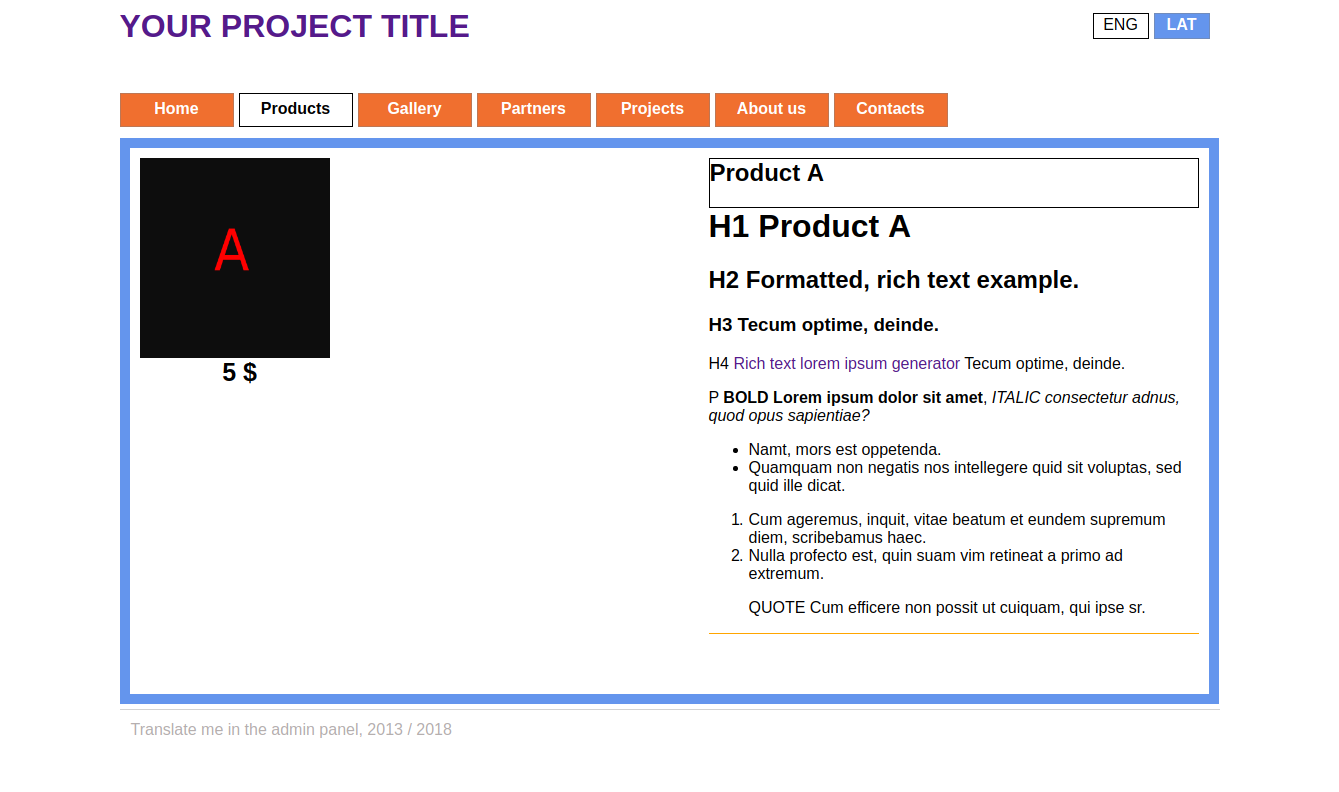 YOUR PROJECT TITLE
ENG LAT
Home Products Gallery Partners Projects About us Contacts
A
5 $
Product A
H1 Product A
H2 Formatted, rich text example.
H3 Tecum optime, deinde.
H4 Rich text lorem ipsum generator Tecum optime, deinde.
P BOLD Lorem ipsum dolor sit amet, ITALIC consectetur adnus,
quod opus sapientiae?
• Namt, mors est oppetenda.
• Quamquam non negatis nos intellegere quid sit voluptas, sed
quid ille dicat.
1. Cum ageremus, inquit, vitae beatum et eundem supremum
diem, scribebamus haec.
2. Nulla profecto est, quin suam vim retineat a primo ad
extremum.
QUOTE Cum efficere non possit ut cuiquam, qui ipse sr.
Translate me in the admin panel, 2013 / 2018